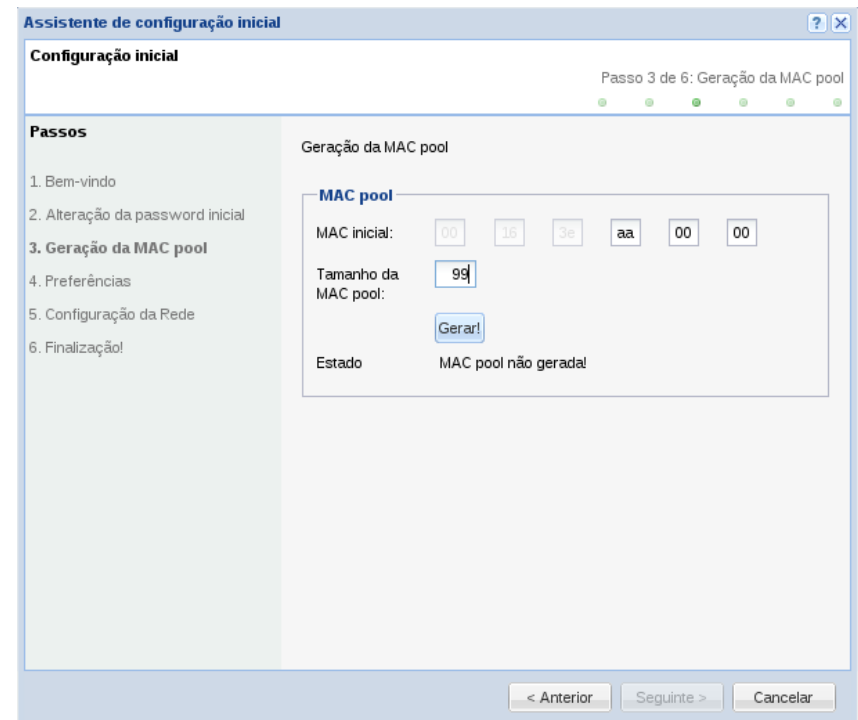 Assistente de configuração inicial
Configuração inicial
Passo 3 de 6: Geração da MAC pool
Passos
1. Bem-vindo
2. Alteração da password inicial
3. Geração da MAC pool
4. Preferências
5. Configuração da Rede
6. Finalização!
Geração da MAC pool
MAC pool
MAC inicial: 00 16 3e aa 00 00
Tamanho da MAC pool: 99
Gerar!
Estado MAC pool não gerada!
< Anterior Seguinte > Cancelar